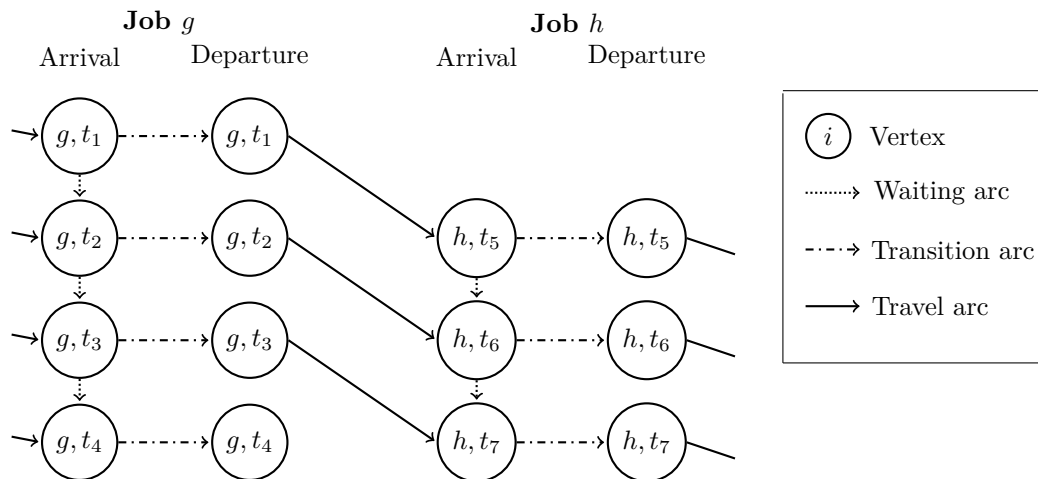 Job g
Job h
Arrival
Departure
Arrival
Departure
g, t₁
g, t₁
g, t₂
g, t₂
h, t₅
h, t₅
g, t₃
g, t₃
h, t₆
h, t₆
g, t₄
g, t₄
h, t₇
h, t₇
i Vertex
Waiting arc
Transition arc
Travel arc